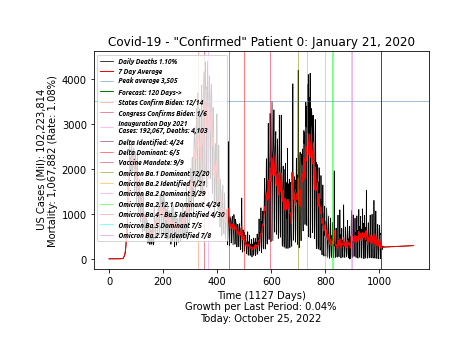 Covid-19 - "Confirmed" Patient 0: January 21, 2020
US Cases (Mill): 102,223,814
Mortality: 1,067,882 (Rate: 1.08%)
4000
3000
2000
1000
0
Daily Deaths 1.10%
7 Day Average
Peak average 3,505
Forecast: 120 Days->
States Confirm Biden: 12/14
Congress Confirms Biden: 1/6
Inauguration Day 2021
Cases: 192,067, Deaths: 4,103
Delta Identified: 4/24
Delta Dominant: 6/5
Vaccine Mandate: 9/9
Omicron Ba.1 Dominant 12/20
Omicron Ba.2 Identified 1/21
Omicron Ba.2 Dominant 3/29
Omicron Ba.2.12.1 Dominant 4/24
Omicron Ba.4 - Ba.5 Identified 4/30
Omicron Ba.5 Dominant 7/5
Omicron Ba.2.75 Identified 7/8
0 200 400 600 800 1000
Time (1127 Days)
Growth per Last Period: 0.04%
Today: October 25, 2022